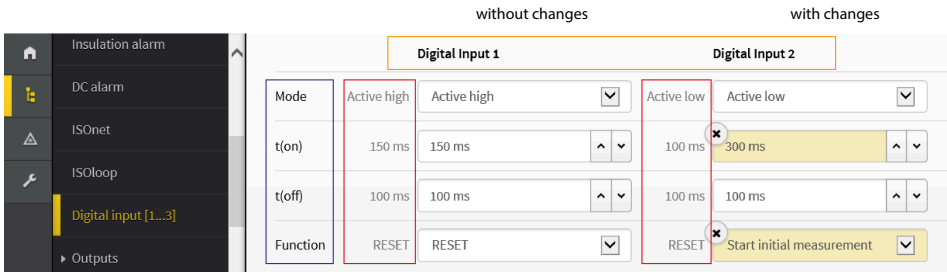 without changes with changes
Insulation alarm
Digital Input 1 Digital Input 2
DC alarm
Mode Active high Active high Active low Active low
ISOnet
t(on) 150 ms 150 ms 100 ms 300 ms
ISOloop
t(off) 100 ms 100 ms 100 ms 100 ms
Digital input [1...3]
Function RESET RESET RESET Start initial measurement
Outputs